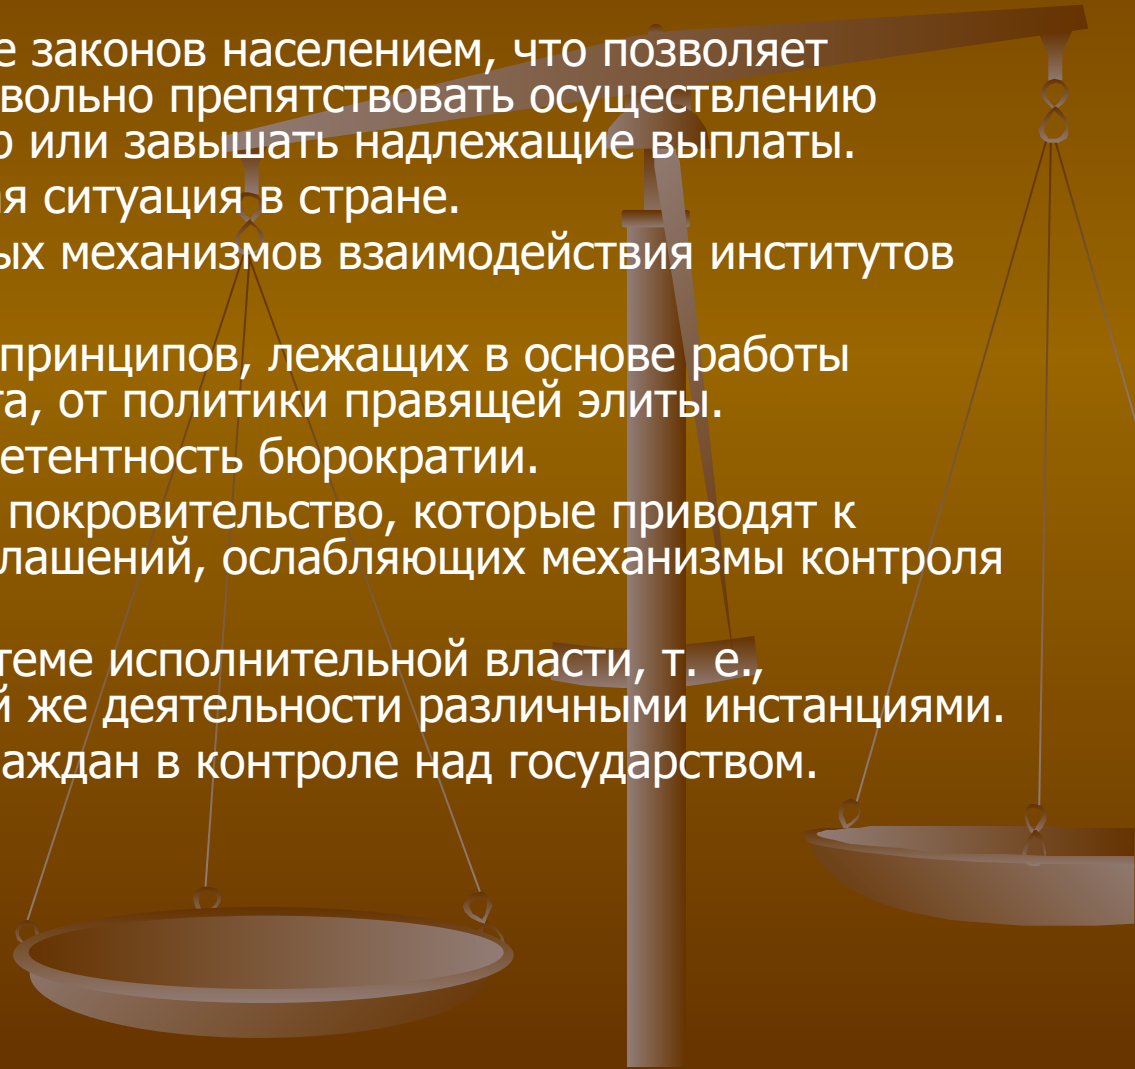 е законов населением, что позволяет
вольно препятствовать осуществлению
р или завышать надлежащие выплаты.
ая ситуация в стране.
ых механизмов взаимодействия институтов
принципов, лежащих в основе работы
та, от политики правящей элиты.
етентность бюрократии.
покровительство, которые приводят к
лашений, ослабляющих механизмы контроля
теме исполнительной власти, т. е.,
й же деятельности различными инстанциями.
аждан в контроле над государством.